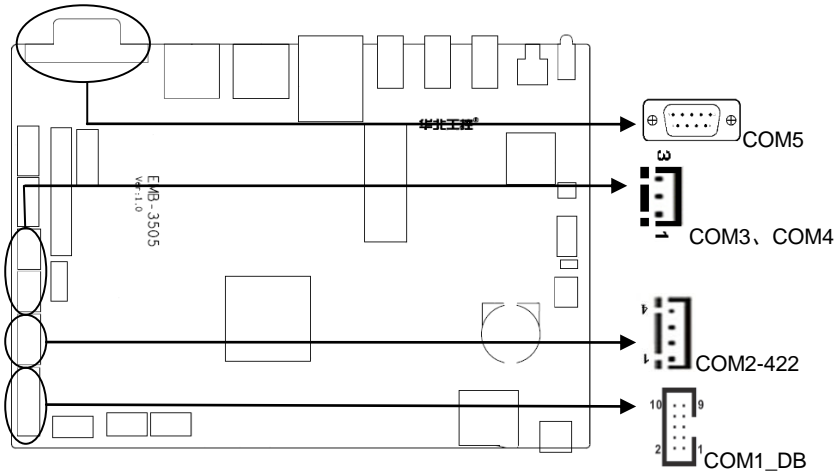 华北工控®
COM5
3
1
COM3、COM4
EMB-3505
Ver:1.0
4
1
COM2-422
10 9
2 1
COM1_DB